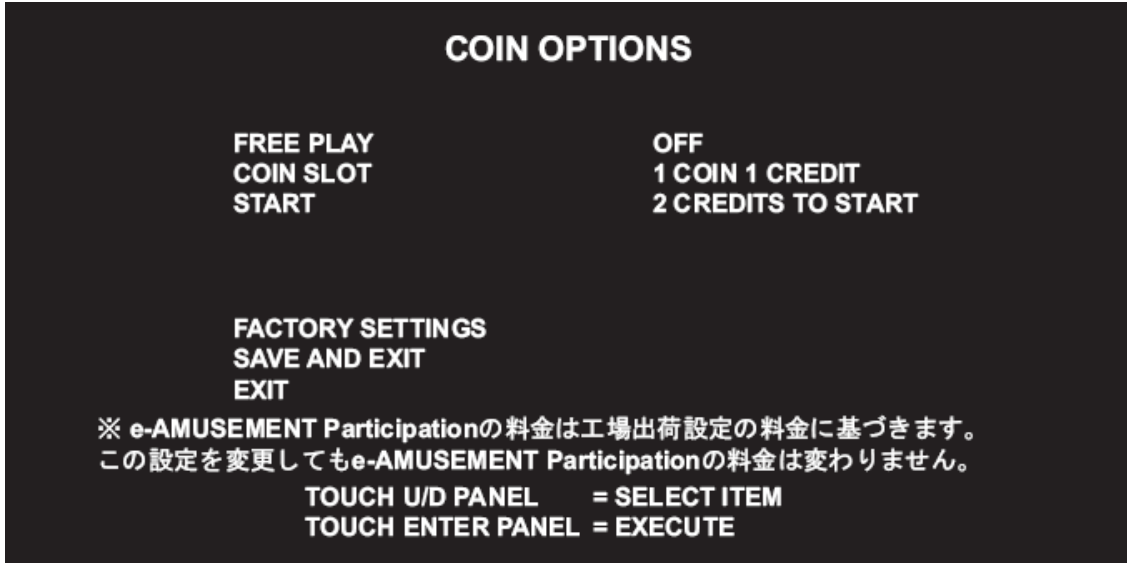 COIN OPTIONS
FREE PLAY OFF
COIN SLOT 1 COIN 1 CREDIT
START 2 CREDITS TO START
FACTORY SETTINGS
SAVE AND EXIT
EXIT
※ e-AMUSEMENT Participationの料金は工場出荷設定の料金に基づきます。
この設定を変更してもe-AMUSEMENT Participationの料金は変わりません。
TOUCH U/D PANEL = SELECT ITEM
TOUCH ENTER PANEL = EXECUTE